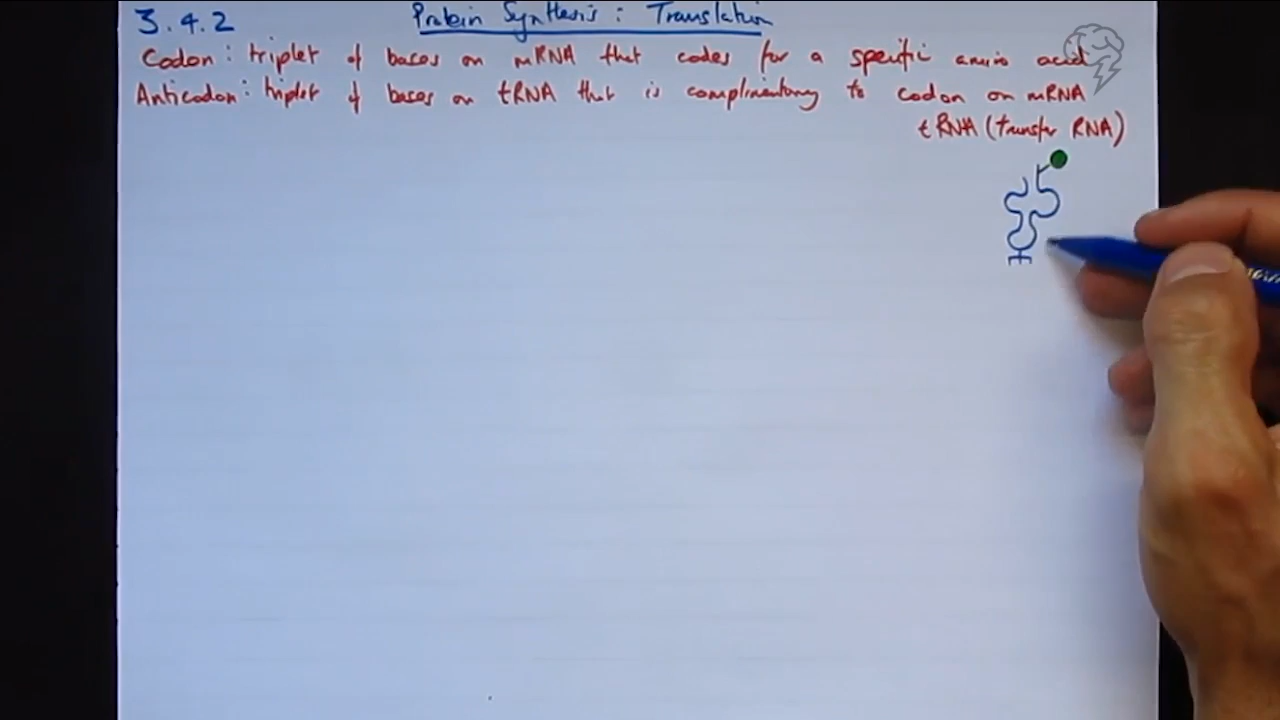 3.4.2 Protein Synthesis: Translation
Codon: triplet of bases on mRNA that codes for a specific amino acid
Anticodon: triplet of bases on tRNA that is complimentary to codon on mRNA
tRNA (transfer RNA)